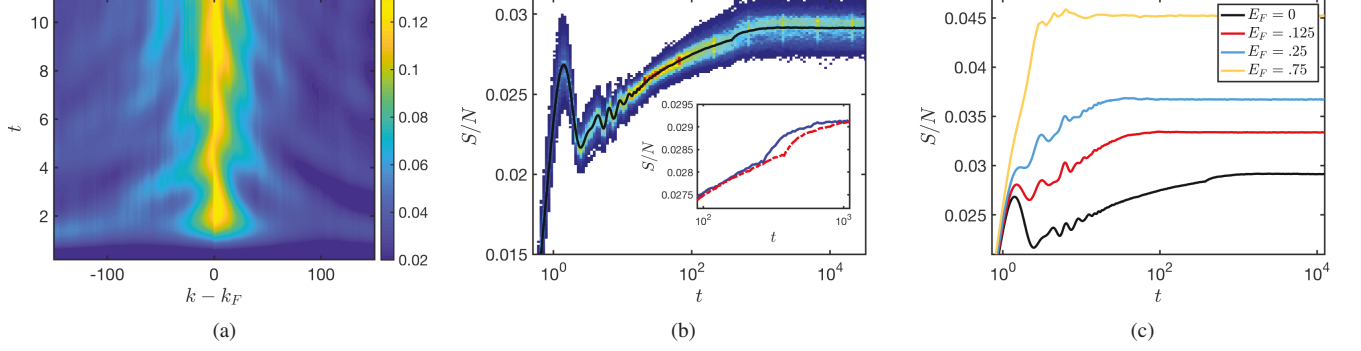 10
8
6
4
2
t
-100
0
100
k − k_F
0.12
0.1
0.08
0.06
0.04
0.02
(a)
0.03
0.025
0.02
0.015
S/N
10^0
10^2
10^4
t
0.0295
0.029
0.0285
0.028
0.0275
S/N
10^2
10^3
t
(b)
0.045
0.04
0.035
0.03
0.025
S/N
10^0
10^2
10^4
t
E_F = 0
E_F = .125
E_F = .25
E_F = .75
(c)